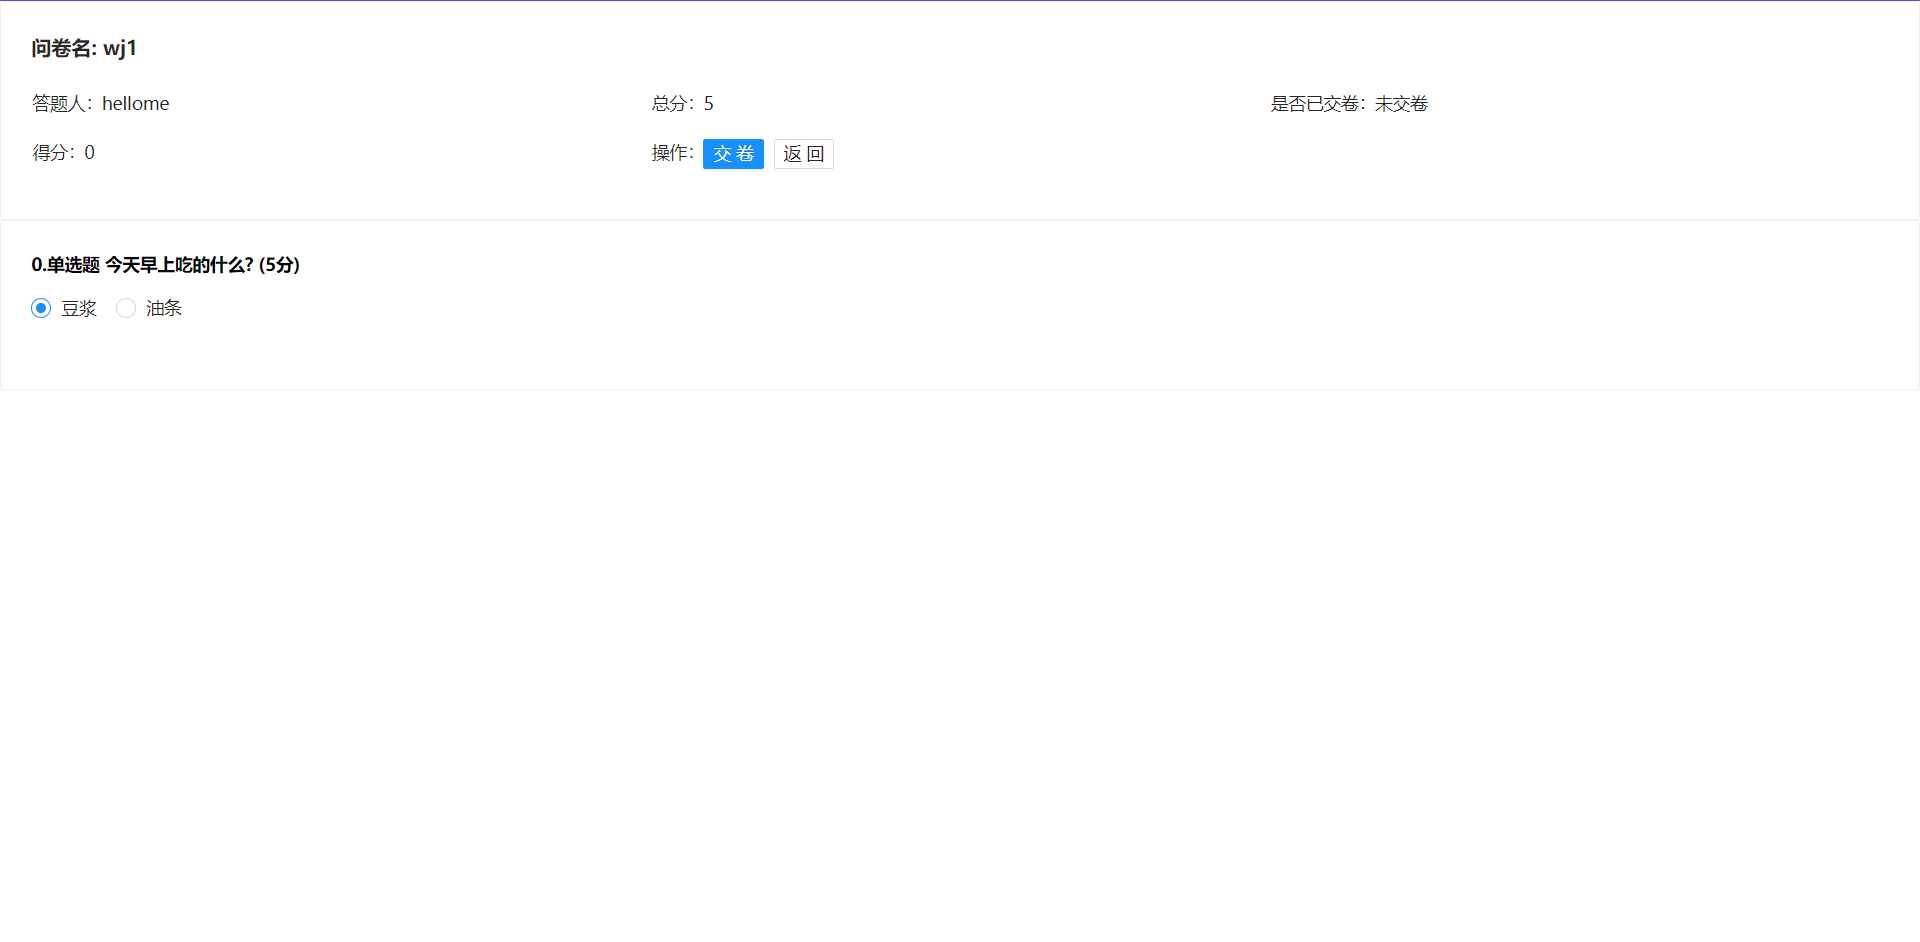 问卷名: wj1
答题人：hellome 总分：5 是否已交卷：未交卷
得分：0 操作：交 卷 返 回
0.单选题 今天早上吃的什么? (5分)
豆浆 油条